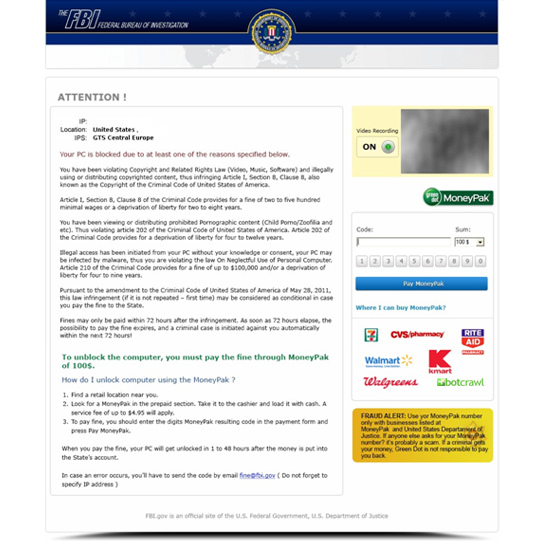 THE FBI FEDERAL BUREAU OF INVESTIGATION
ATTENTION !
IP:
Location: United States ,
IPS: GTS Central Europe
Your PC is blocked due to at least one of the reasons specified below.
You have been violating Copyright and Related Rights Law (Video, Music, Software) and illegally
using or distributing copyrighted content, thus infringing Article I, Section 8, Clause 8, also
known as the Copyright of the Criminal Code of United States of America.
Article I, Section 8, Clause 8 of the Criminal Code provides for a fine of two to five hundred
minimal wages or a deprivation of liberty for two to eight years.
You have been viewing or distributing prohibited Pornographic content (Child Porno/Zoofilia and
etc). Thus violating article 202 of the Criminal Code of United States of America. Article 202 of
the Criminal Code provides for a deprivation of liberty for four to twelve years.
Illegal access has been initiated from your PC without your knowledge or consent, your PC may
be infected by malware, thus you are violating the law On Neglectful Use of Personal Computer.
Article 210 of the Criminal Code provides for a fine of up to $100,000 and/or a deprivation of
liberty for four to nine years.
Pursuant to the amendment to the Criminal Code of United States of America of May 28, 2011,
this law infringement (if it is not repeated - first time) may be considered as conditional in case
you pay the fine to the State.
Fines may only be paid within 72 hours after the infringement. As soon as 72 hours elapse, the
possibility to pay the fine expires, and a criminal case is initiated against you automatically
within the next 72 hours!
To unblock the computer, you must pay the fine through MoneyPak
of 100$.
How do I unlock computer using the MoneyPak ?
1. Find a retail location near you.
2. Look for a MoneyPak in the prepaid section. Take it to the cashier and load it with cash. A
service fee of up to $4.95 will apply.
3. To pay fine, you should enter the digits MoneyPak resulting code in the payment form and
press Pay MoneyPak.
When you pay the fine, your PC will get unlocked in 1 to 48 hours after the money is put into
the State's account.
In case an error occurs, you'll have to send the code by email fine@fbi.gov ( Do not forget to
specify IP address )
Video Recording
ON
green dot MoneyPak
Code: Sum:
100 $
1 2 3 4 5 6 7 8 9 0
Pay MoneyPak
Where I can buy MoneyPak?
7 ELEVEN CVS/pharmacy RITE AID PHARMACY
Walmart
K kmart
Walgreens botcrawl
FRAUD ALERT: Use yor MoneyPak number
only with businesses listed at
MoneyPak and United States Departament of
Justice. If anyone else asks for your MoneyPak
number? it's probably a scam. If a criminal gets
your money, Green Dot is not responsible to pay
you back.
FBI.gov is an official site of the U.S. Federal Government, U.S. Department of Justice